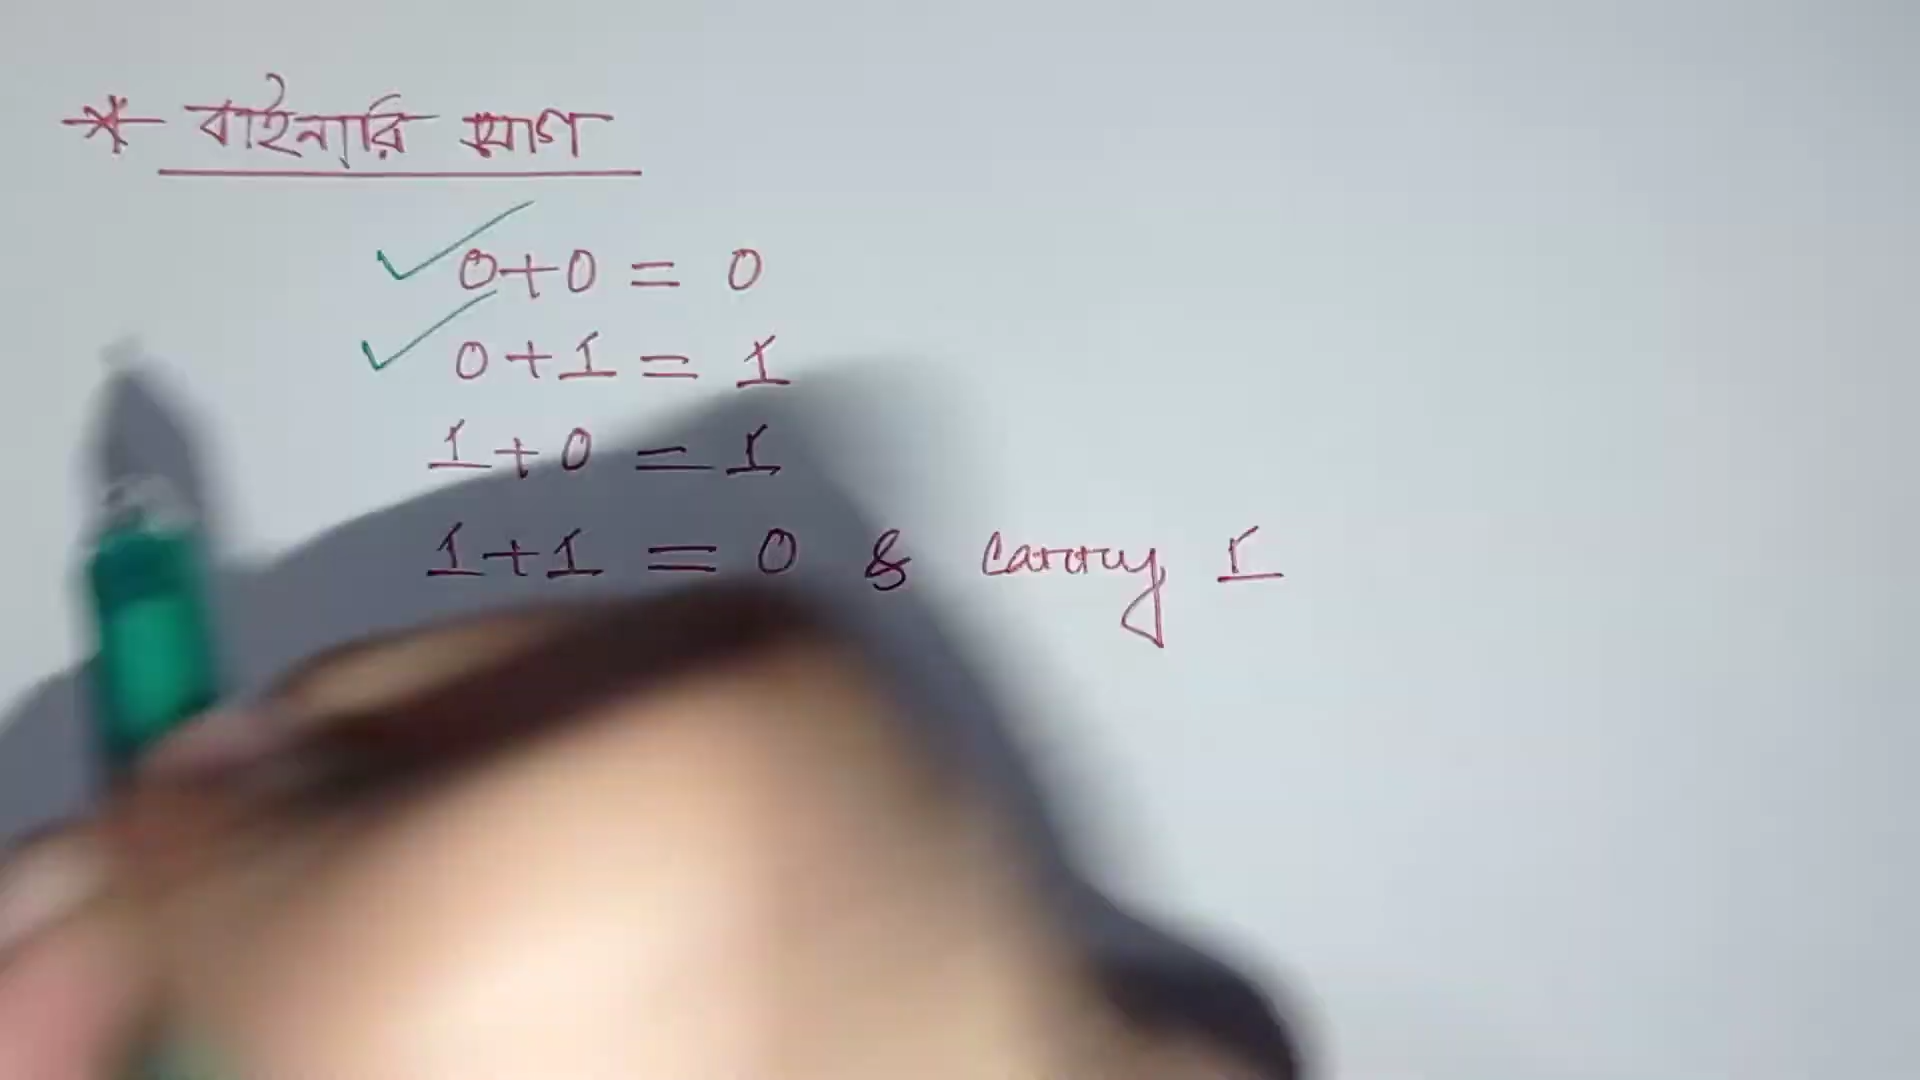 * বাইনারি যোগ
0+0 = 0
0+1 = 1
1+0 = 1
1+1 = 0 & carry 1